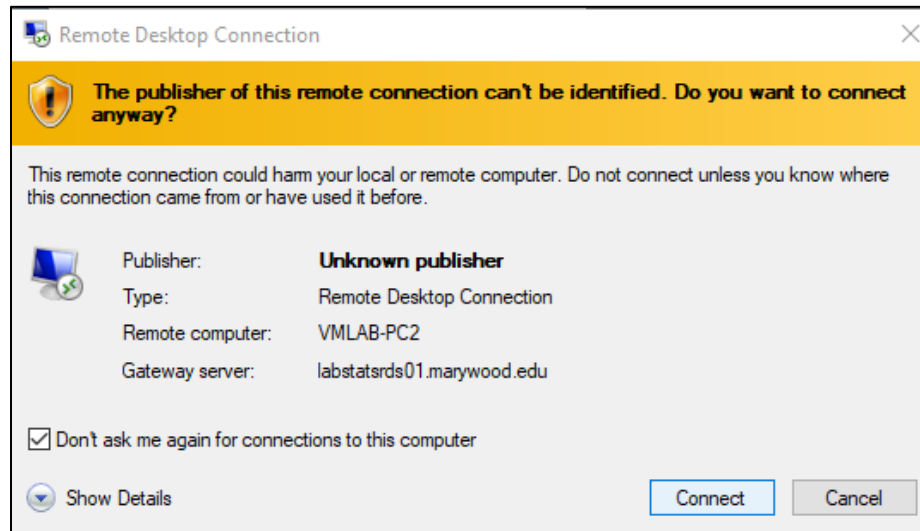 Remote Desktop Connection
The publisher of this remote connection can't be identified. Do you want to connect
anyway?
This remote connection could harm your local or remote computer. Do not connect unless you know where
this connection came from or have used it before.
Publisher: Unknown publisher
Type: Remote Desktop Connection
Remote computer: VMLAB-PC2
Gateway server: labstatsrds01.marywood.edu
Don't ask me again for connections to this computer
Show Details Connect Cancel